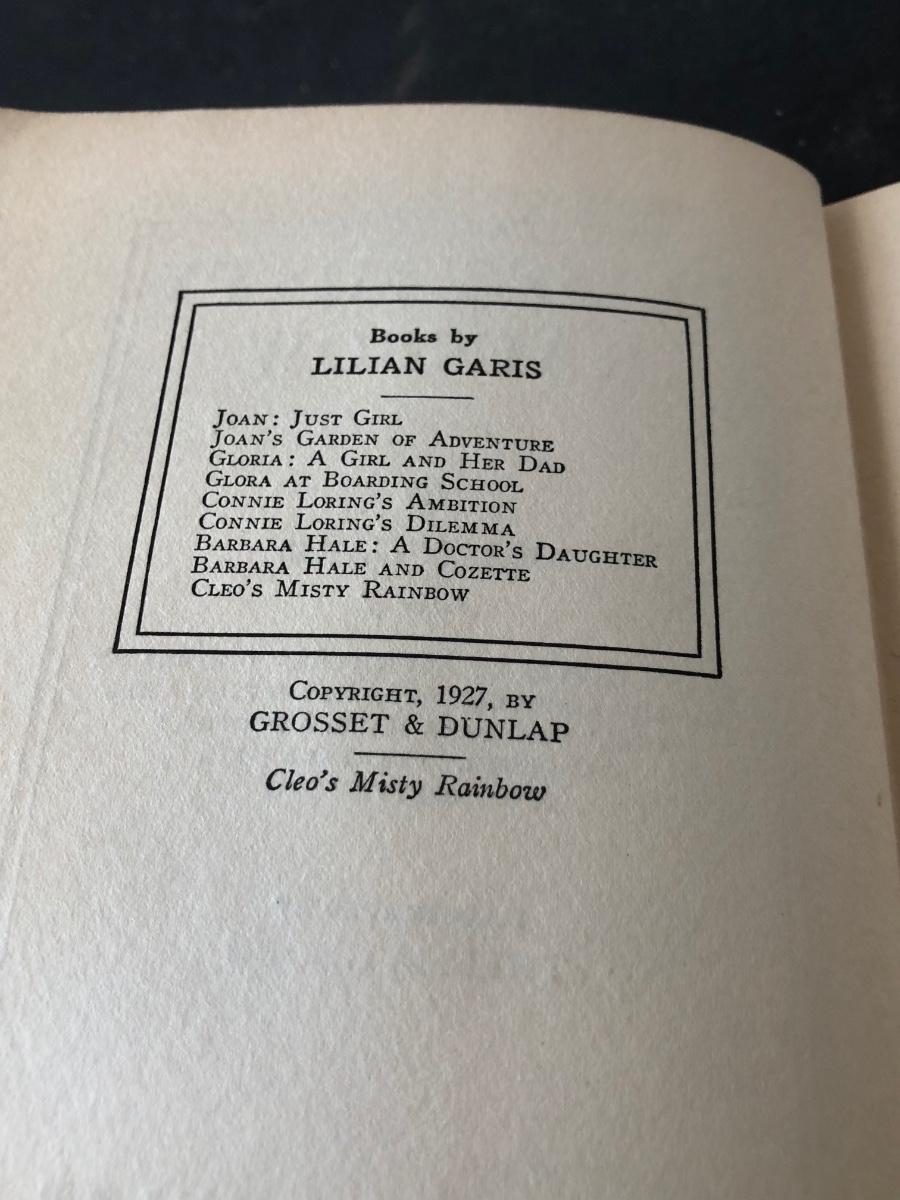 Books by
LILIAN GARIS
JOAN: JUST GIRL
JOAN'S GARDEN OF ADVENTURE
GLORIA: A GIRL AND HER DAD
GLORA AT BOARDING SCHOOL
CONNIE LORING'S AMBITION
CONNIE LORING'S DILEMMA
BARBARA HALE: A DOCTOR'S DAUGHTER
BARBARA HALE AND COZETTE
CLEO'S MISTY RAINBOW
COPYRIGHT, 1927, BY
GROSSET & DUNLAP
Cleo's Misty Rainbow